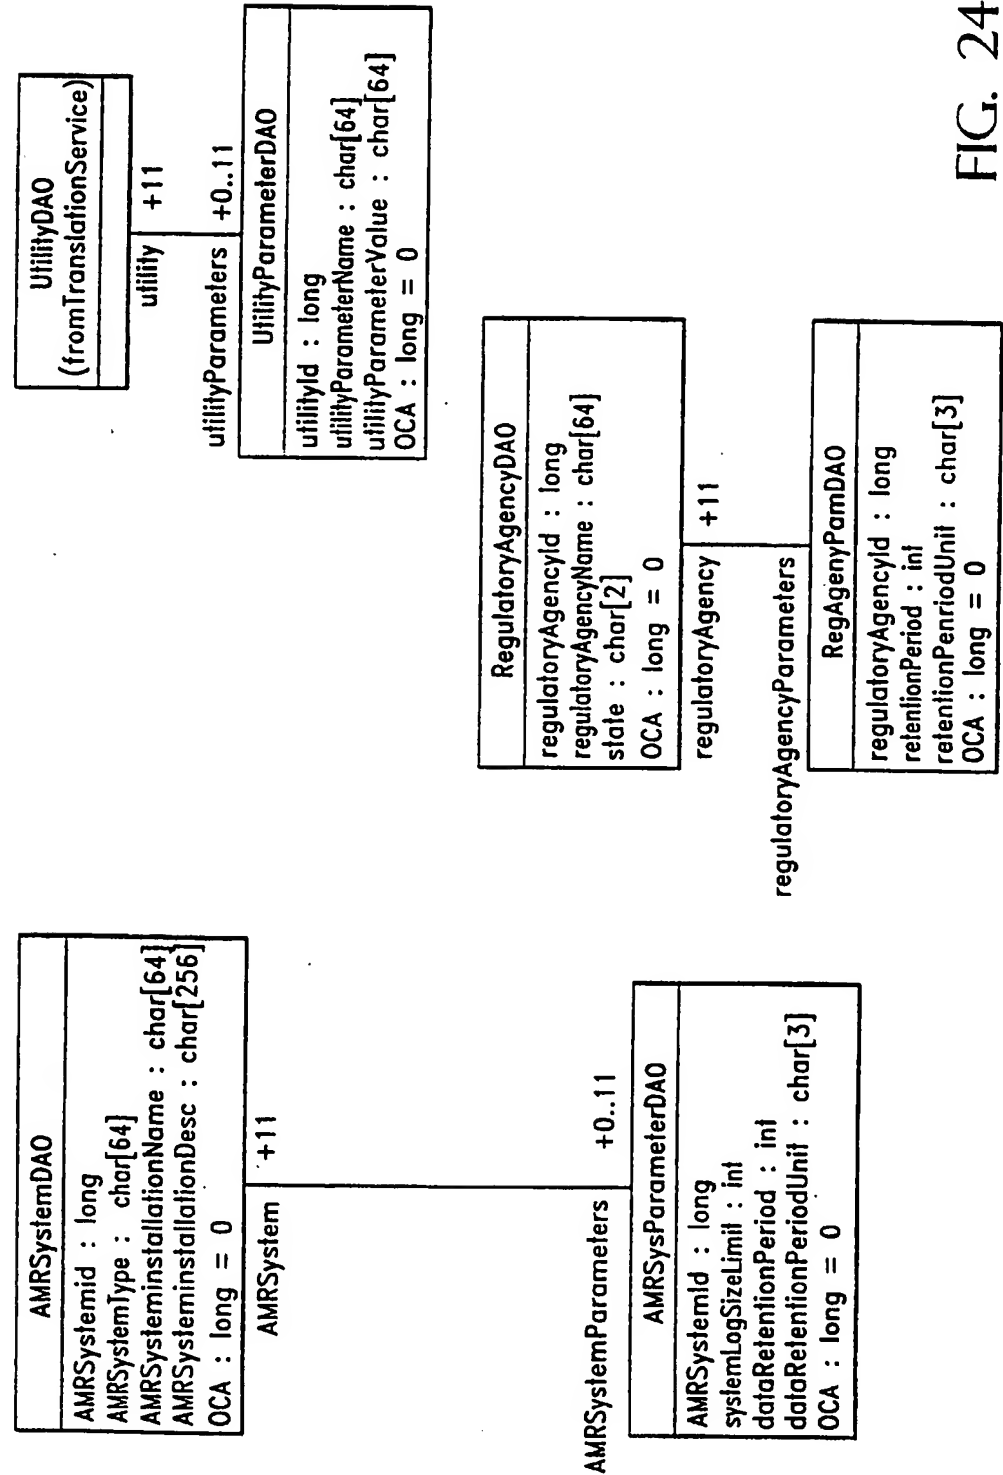 AMRSystemDAO
AMRSystemid : long
AMRSystemType : char[64]
AMRSysteminstallationName : char[64]
AMRSysteminstallationDesc : char[256]
OCA : long = 0
AMRSystem +11
AMRSystemParameters +0..11
AMRSysParameterDAO
AMRSystemId : long
systemLogSizeLimit : int
dataRetentionPeriod : int
dataRetentionPeriodUnit : char[3]
OCA : long = 0
UtilityDAO
(fromTranslationService)
utility +11
utilityParameters +0..11
UtilityParameterDAO
utilityId : long
utilityParameterName : char[64]
utilityParameterValue : char[64]
OCA : long = 0
RegulatoryAgencyDAO
regulatoryAgencyId : long
regulatoryAgencyName : char[64]
state : char[2]
OCA : long = 0
regulatoryAgency +11
regulatoryAgencyParameters
RegAgenyPamDAO
regulatoryAgencyId : long
retentionPeriod : int
retentionPenriodUnit : char[3]
OCA : long = 0
FIG. 24